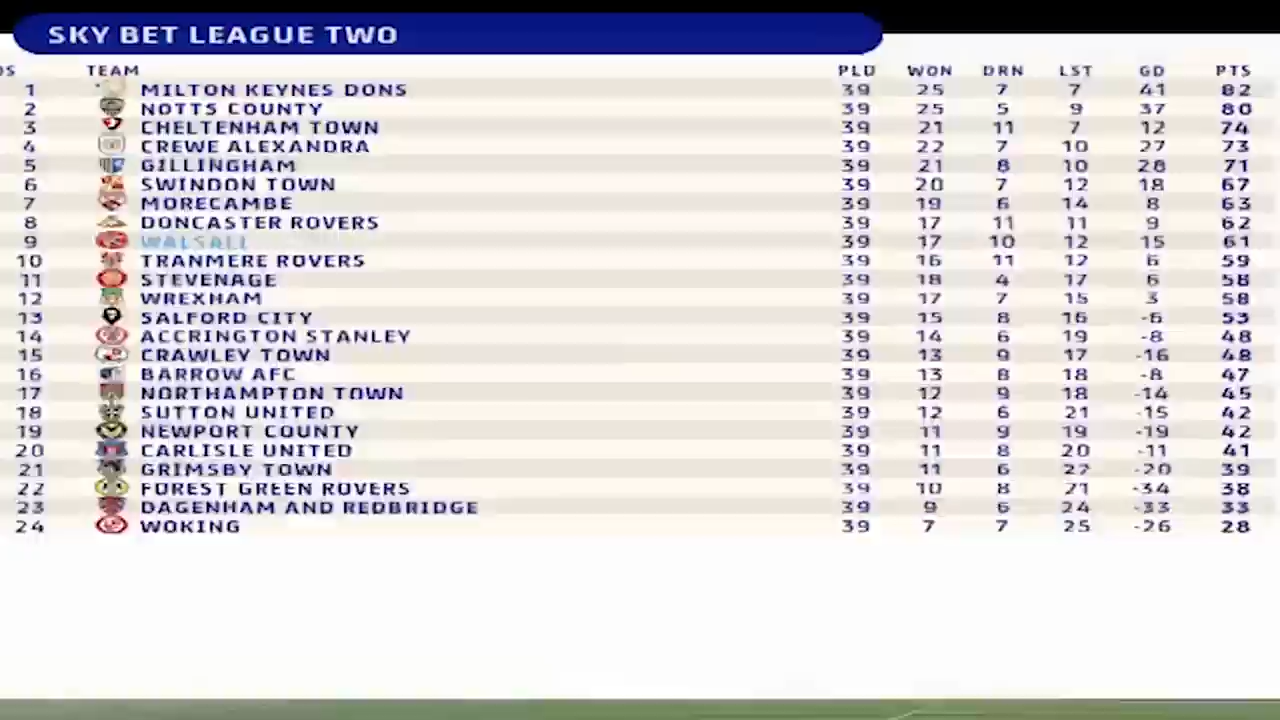 SKY BET LEAGUE TWO
OS TEAM PLD WON DRN LST GD PTS
1 MILTON KEYNES DONS 39 25 7 7 41 82
2 NOTTS COUNTY 39 25 5 9 37 80
3 CHELTENHAM TOWN 39 21 11 7 12 74
4 CREWE ALEXANDRA 39 22 7 10 27 73
5 GILLINGHAM 39 21 8 10 28 71
6 SWINDON TOWN 39 20 7 12 18 67
7 MORECAMBE 39 19 6 14 8 63
8 DONCASTER ROVERS 39 17 11 11 9 62
9 WALSALL 39 17 10 12 15 61
10 TRANMERE ROVERS 39 16 11 12 6 59
11 STEVENAGE 39 18 4 17 6 58
12 WREXHAM 39 17 7 15 3 58
13 SALFORD CITY 39 15 8 16 -6 53
14 ACCRINGTON STANLEY 39 14 6 19 -8 48
15 CRAWLEY TOWN 39 13 9 17 -16 48
16 BARROW AFC 39 13 8 18 -8 47
17 NORTHAMPTON TOWN 39 12 9 18 -14 45
18 SUTTON UNITED 39 12 6 21 -15 42
19 NEWPORT COUNTY 39 11 9 19 -19 42
20 CARLISLE UNITED 39 11 8 20 -11 41
21 GRIMSBY TOWN 39 11 6 22 -20 39
22 FOREST GREEN ROVERS 39 10 8 21 -34 38
23 DAGENHAM AND REDBRIDGE 39 9 6 24 -33 33
24 WOKING 39 7 7 25 -26 28